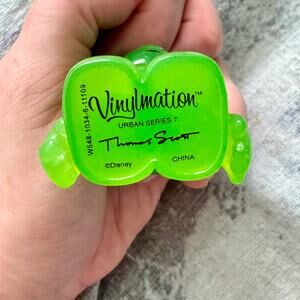 Vinylmation™
URBAN SERIES 7
Thomas Scott
©Disney CHINA
W548-1034-6-11109